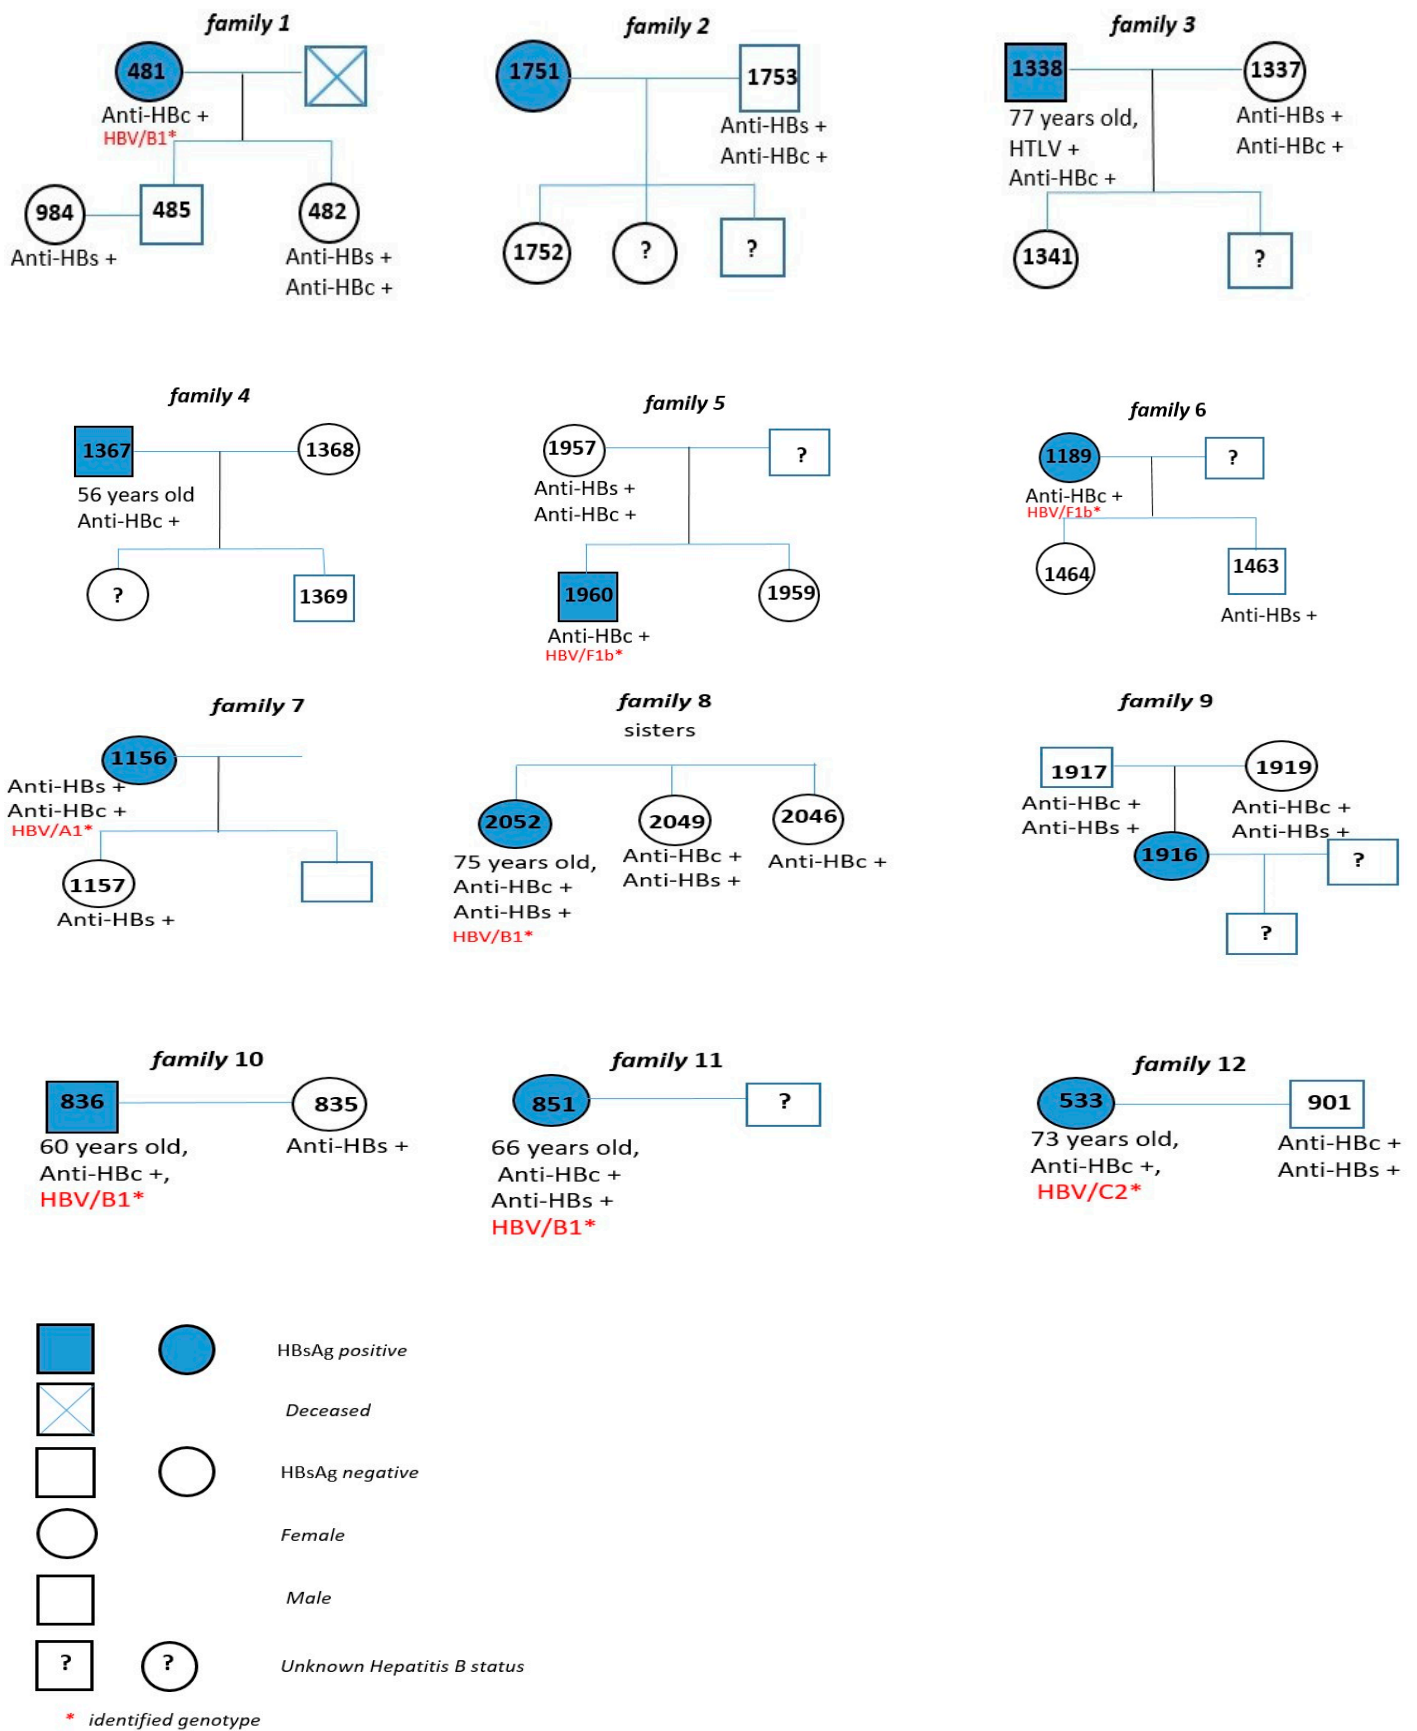 family 1
481
Anti-HBc +
HBV/B1*
984
Anti-HBs +
485
482
Anti-HBs +
Anti-HBc +
family 2
1751
1753
Anti-HBs +
Anti-HBc +
1752
?
?
family 3
1338
77 years old,
HTLV +
Anti-HBc +
1337
Anti-HBs +
Anti-HBc +
1341
?
family 4
1367
56 years old
Anti-HBc +
1368
?
1369
family 5
1957
Anti-HBs +
Anti-HBc +
?
1960
Anti-HBc +
HBV/F1b*
1959
family 6
1189
Anti-HBc +
HBV/F1b*
?
1464
1463
Anti-HBs +
family 7
1156
Anti-HBs +
Anti-HBc +
HBV/A1*
1157
Anti-HBs +
family 8
sisters
2052
75 years old,
Anti-HBc +
Anti-HBs +
HBV/B1*
2049
Anti-HBc +
Anti-HBs +
2046
Anti-HBc +
family 9
1917
Anti-HBc +
Anti-HBs +
1919
Anti-HBc +
Anti-HBs +
1916
?
?
family 10
836
60 years old,
Anti-HBc +,
HBV/B1*
835
Anti-HBs +
family 11
851
66 years old,
Anti-HBc +
Anti-HBs +
HBV/B1*
?
family 12
533
73 years old,
Anti-HBc +,
HBV/C2*
901
Anti-HBc +
Anti-HBs +
HBsAg positive
Deceased
HBsAg negative
Female
Male
? ? Unknown Hepatitis B status
* identified genotype